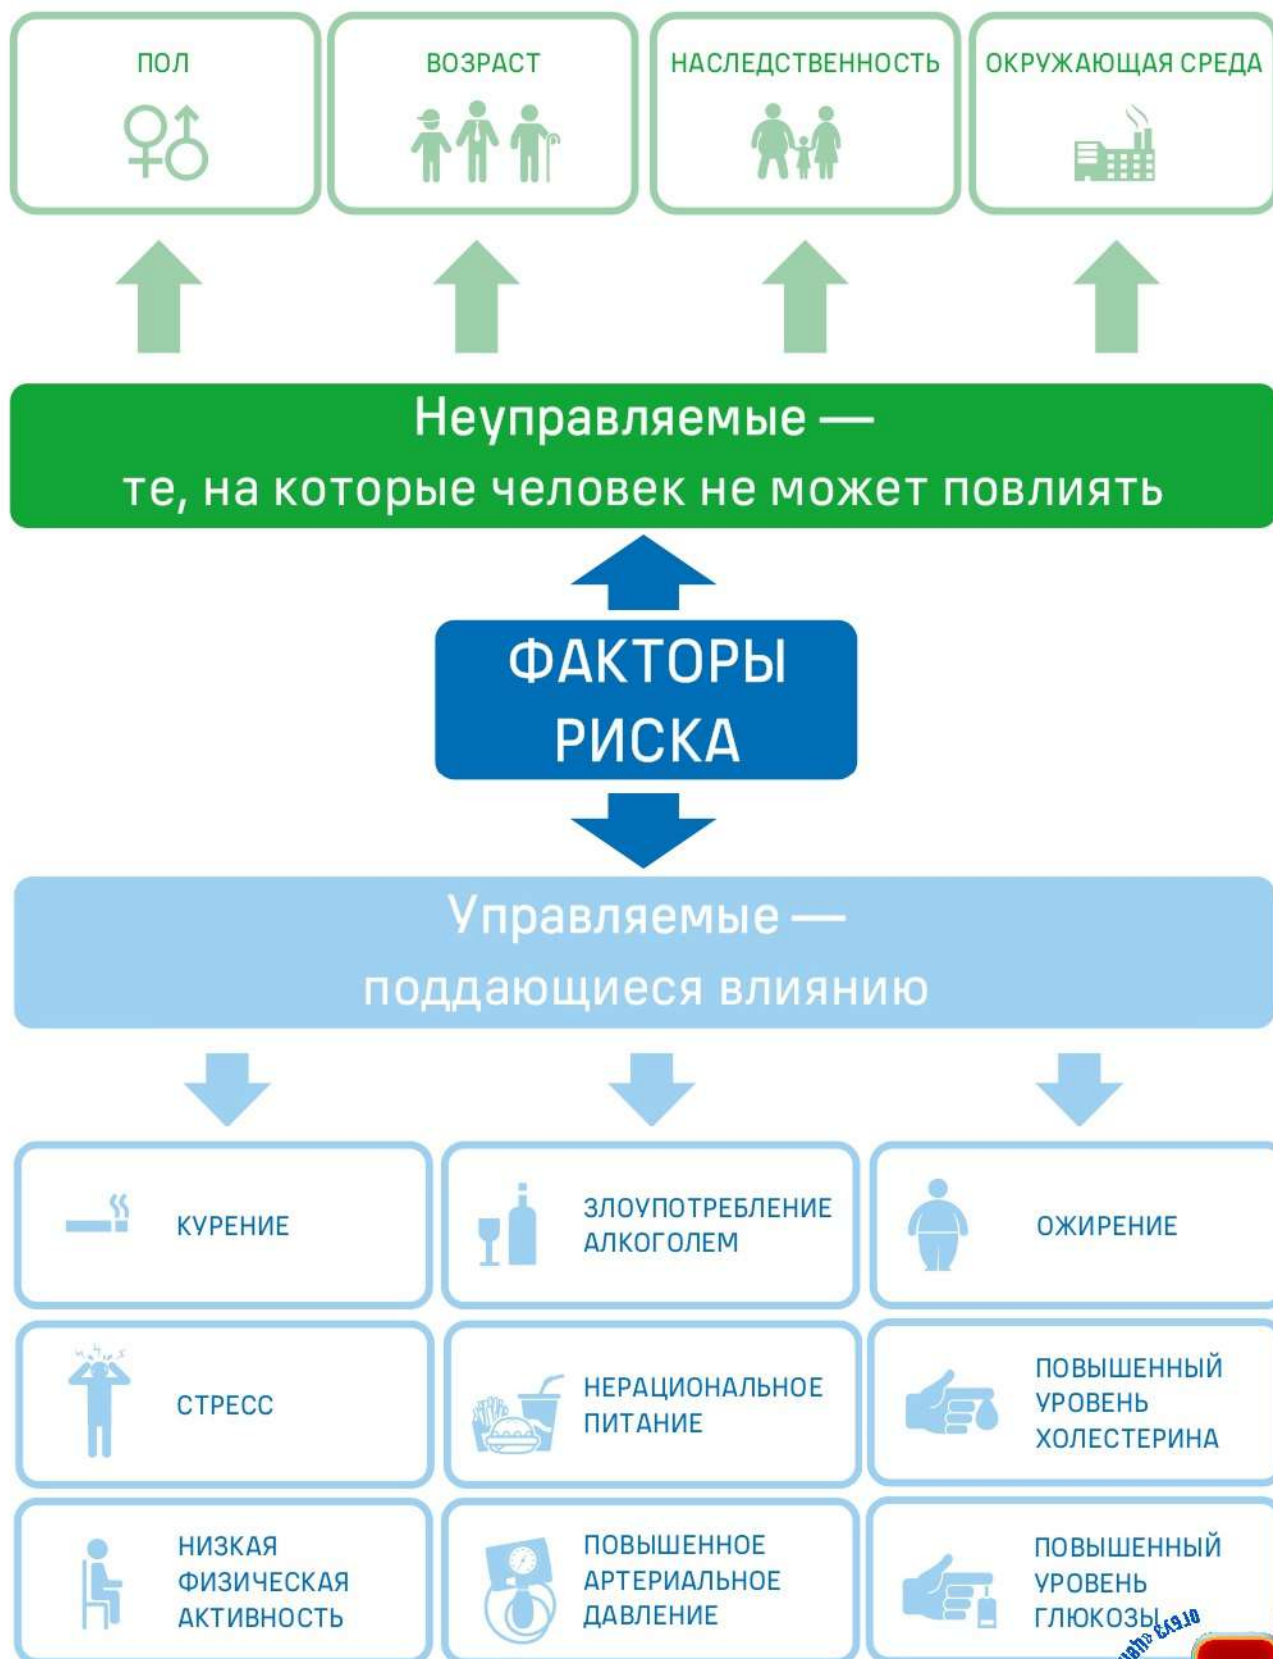 ПОЛ
ВОЗРАСТ
НАСЛЕДСТВЕННОСТЬ
ОКРУЖАЮЩАЯ СРЕДА
Неуправляемые —
те, на которые человек не может повлиять
ФАКТОРЫ
РИСКА
Управляемые —
поддающиеся влиянию
КУРЕНИЕ
ЗЛОУПОТРЕБЛЕНИЕ
АЛКОГОЛЕМ
ОЖИРЕНИЕ
СТРЕСС
НЕРАЦИОНАЛЬНОЕ
ПИТАНИЕ
ПОВЫШЕННЫЙ
УРОВЕНЬ
ХОЛЕСТЕРИНА
НИЗКАЯ
ФИЗИЧЕСКАЯ
АКТИВНОСТЬ
ПОВЫШЕННОЕ
АРТЕРИАЛЬНОЕ
ДАВЛЕНИЕ
ПОВЫШЕННЫЙ
УРОВЕНЬ
ГЛЮКОЗЫ